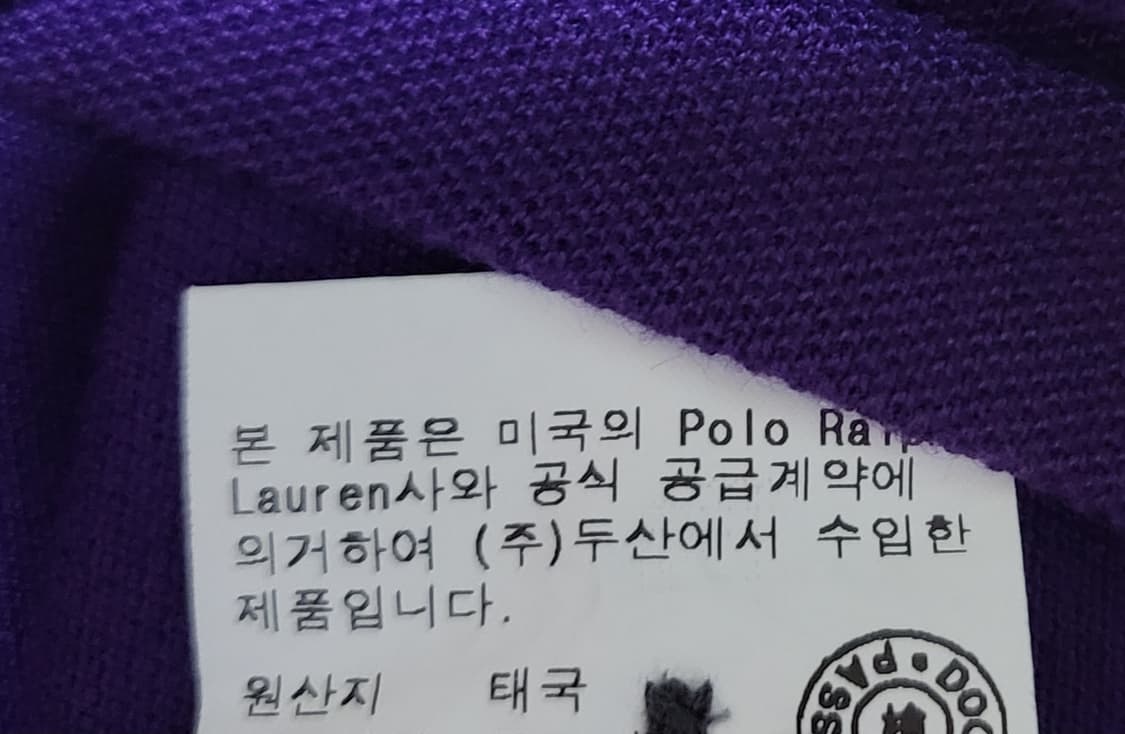 본 제품은 미국의 Polo
Lauren사와 공식 공급계약에
의거하여 (주)두산에서 수입한
제품입니다.
원산지 태국
PASS • DOO